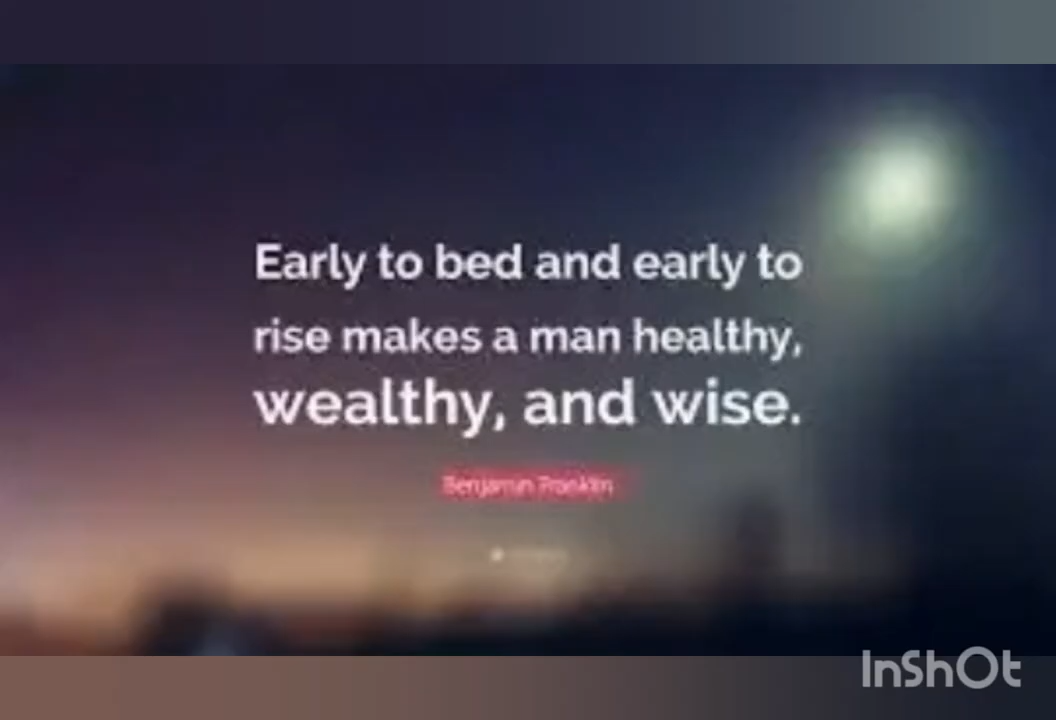 Early to bed and early to
rise makes a man healthy,
wealthy, and wise.
Benjamin Franklin
InShOt